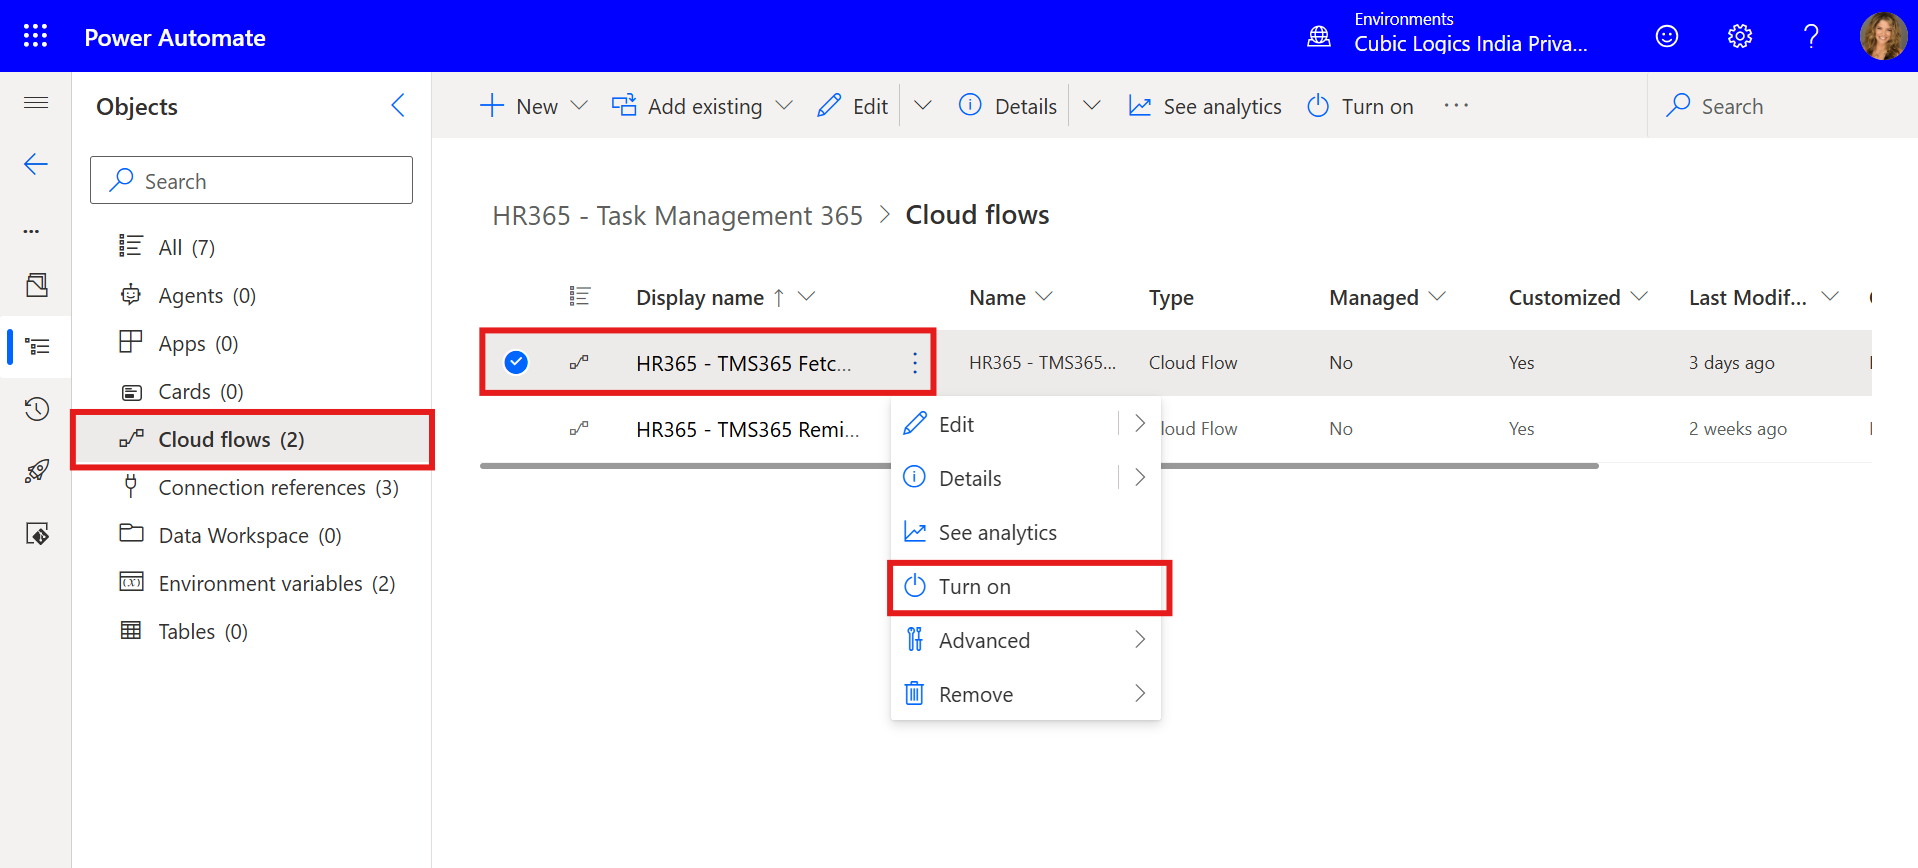 Power Automate
Environments
Cubic Logics India Priva...
Objects
New
Add existing
Edit
Details
See analytics
Turn on
Search
Search
All (7)
Agents (0)
Apps (0)
Cards (0)
Cloud flows (2)
Connection references (3)
Data Workspace (0)
Environment variables (2)
Tables (0)
HR365 - Task Management 365 > Cloud flows
Display name ↑ Name Type Managed Customized Last Modif...
HR365 - TMS365 Fetc... HR365 - TMS365... Cloud Flow No Yes 3 days ago
HR365 - TMS365 Remi... loud Flow No Yes 2 weeks ago
Edit
Details
See analytics
Turn on
Advanced
Remove